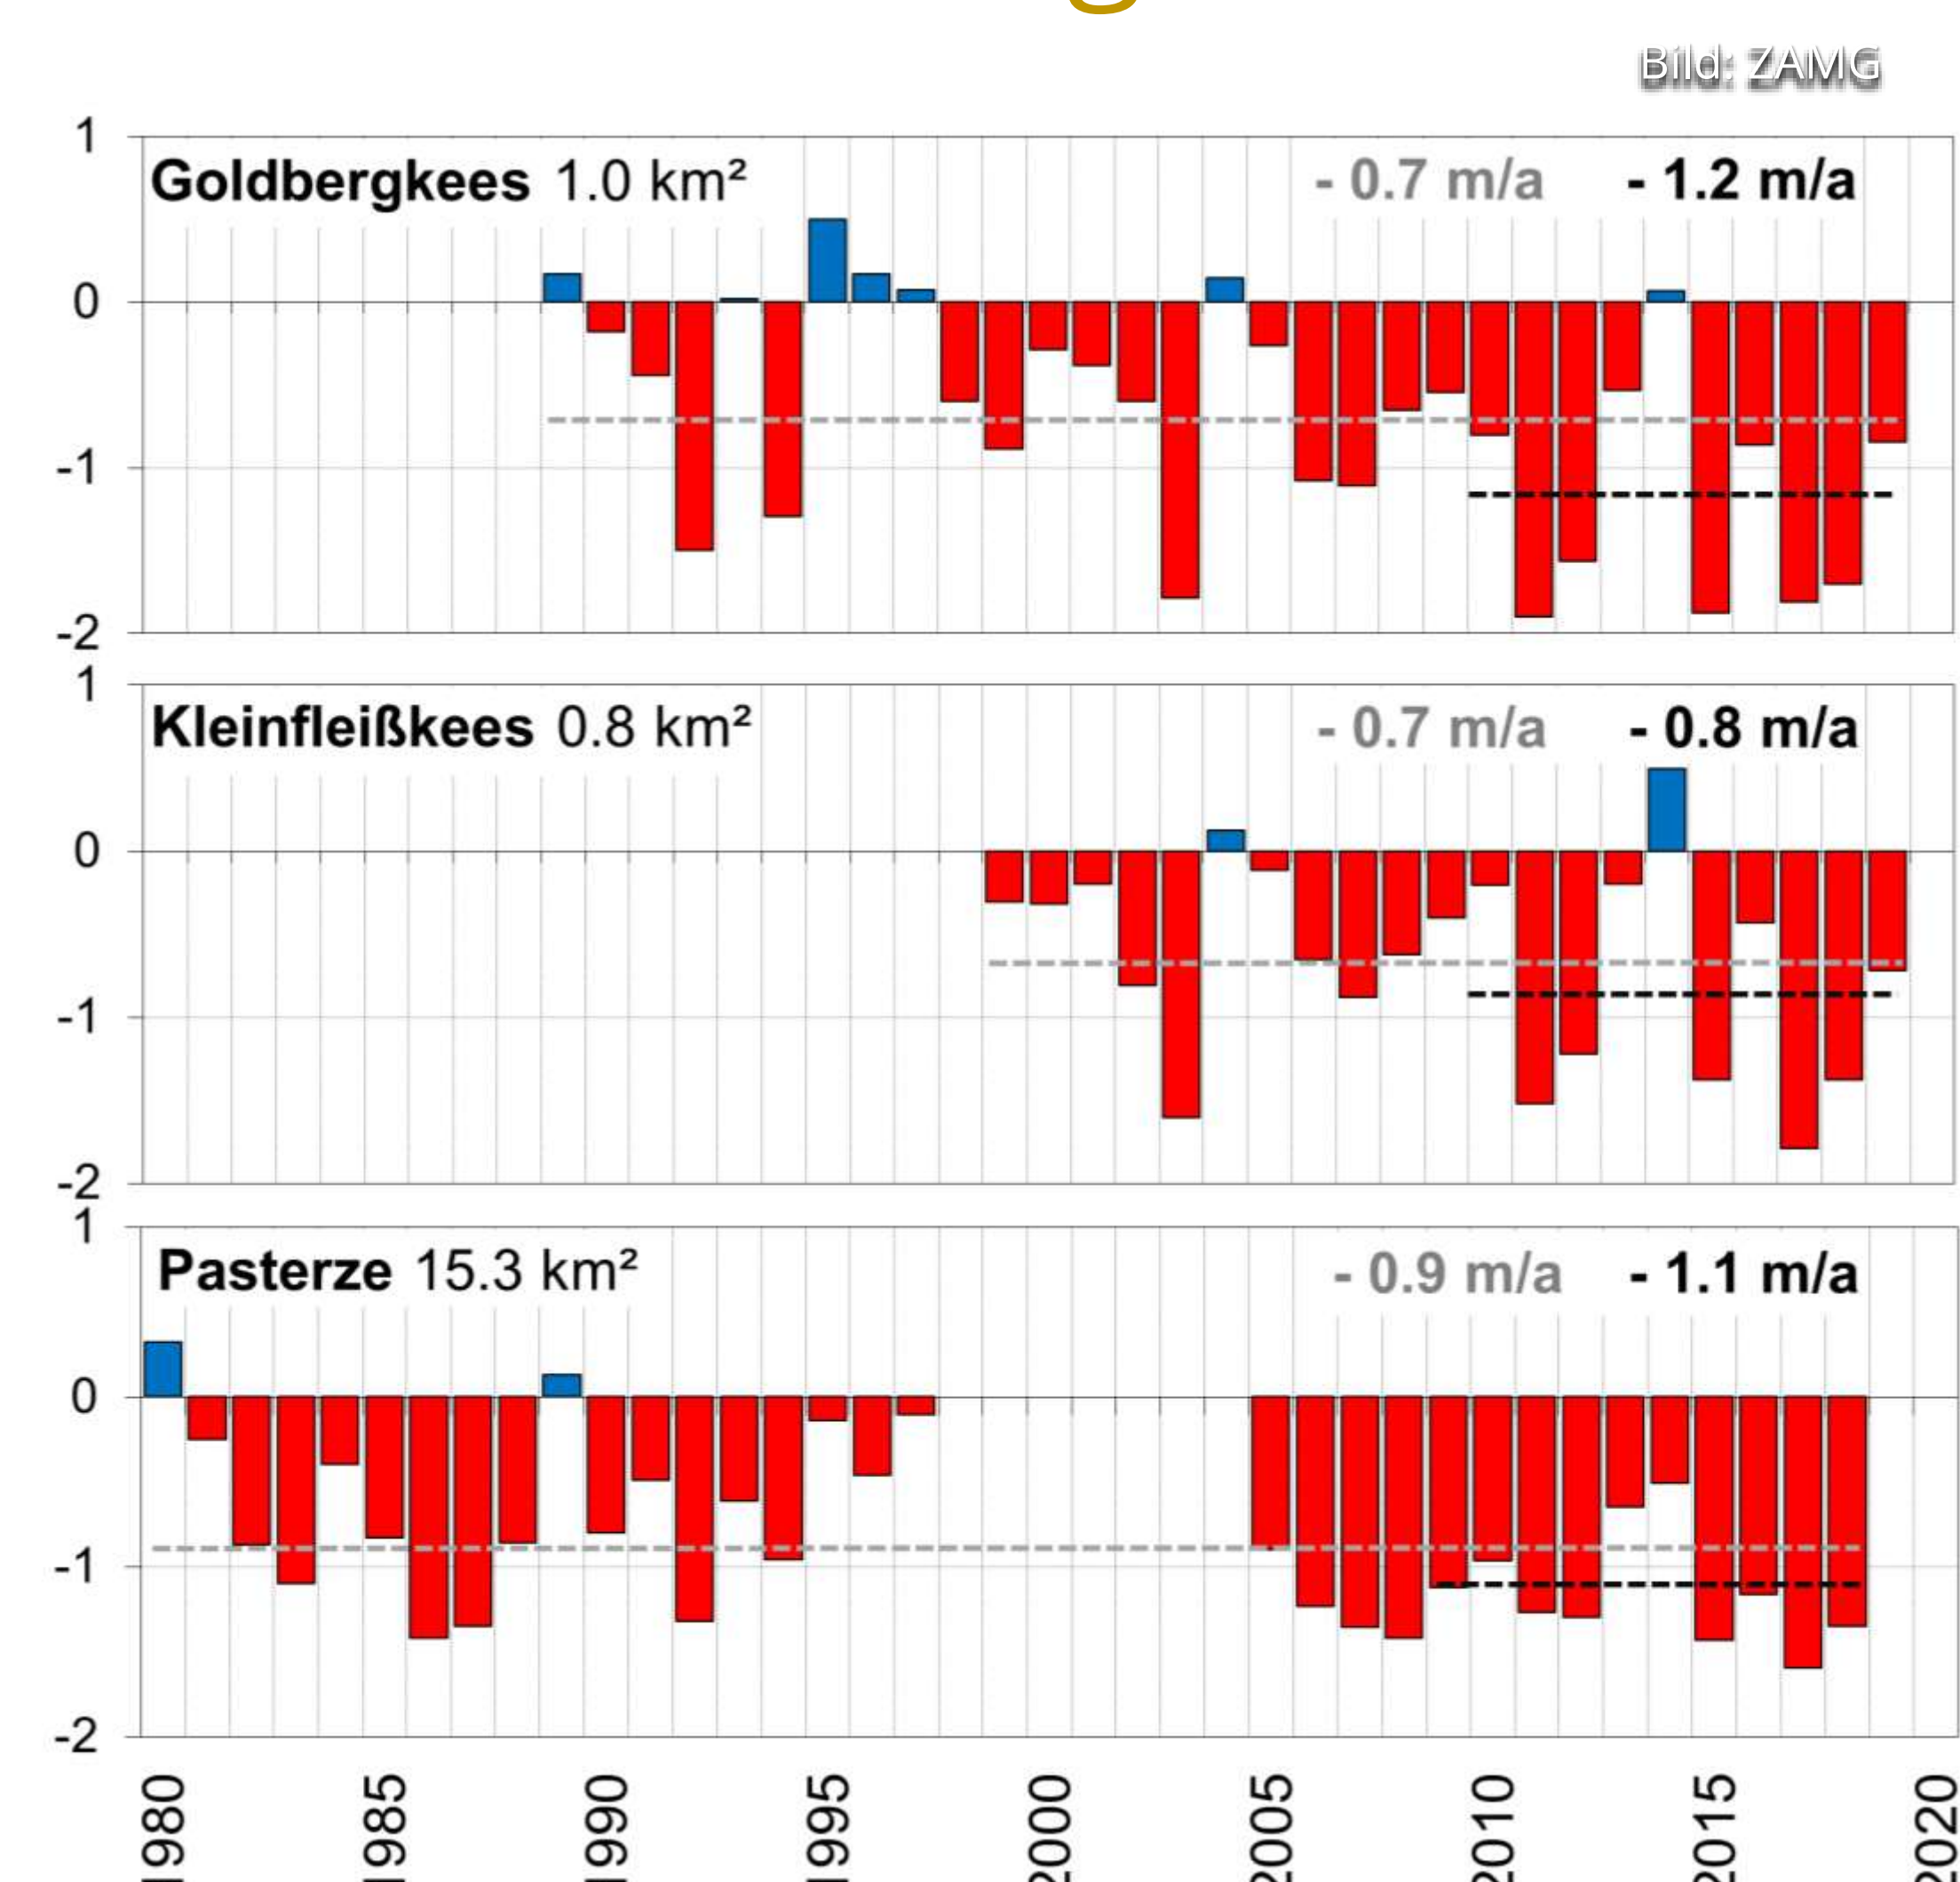 Bild: ZAMG
1
Goldbergkees 1.0 km² - 0.7 m/a - 1.2 m/a
0
-1
-2
1
Kleinfleißkees 0.8 km² - 0.7 m/a - 0.8 m/a
0
-1
-2
1
Pasterze 15.3 km² - 0.9 m/a - 1.1 m/a
0
-1
-2
1980 1985 1990 1995 2000 2005 2010 2015 2020